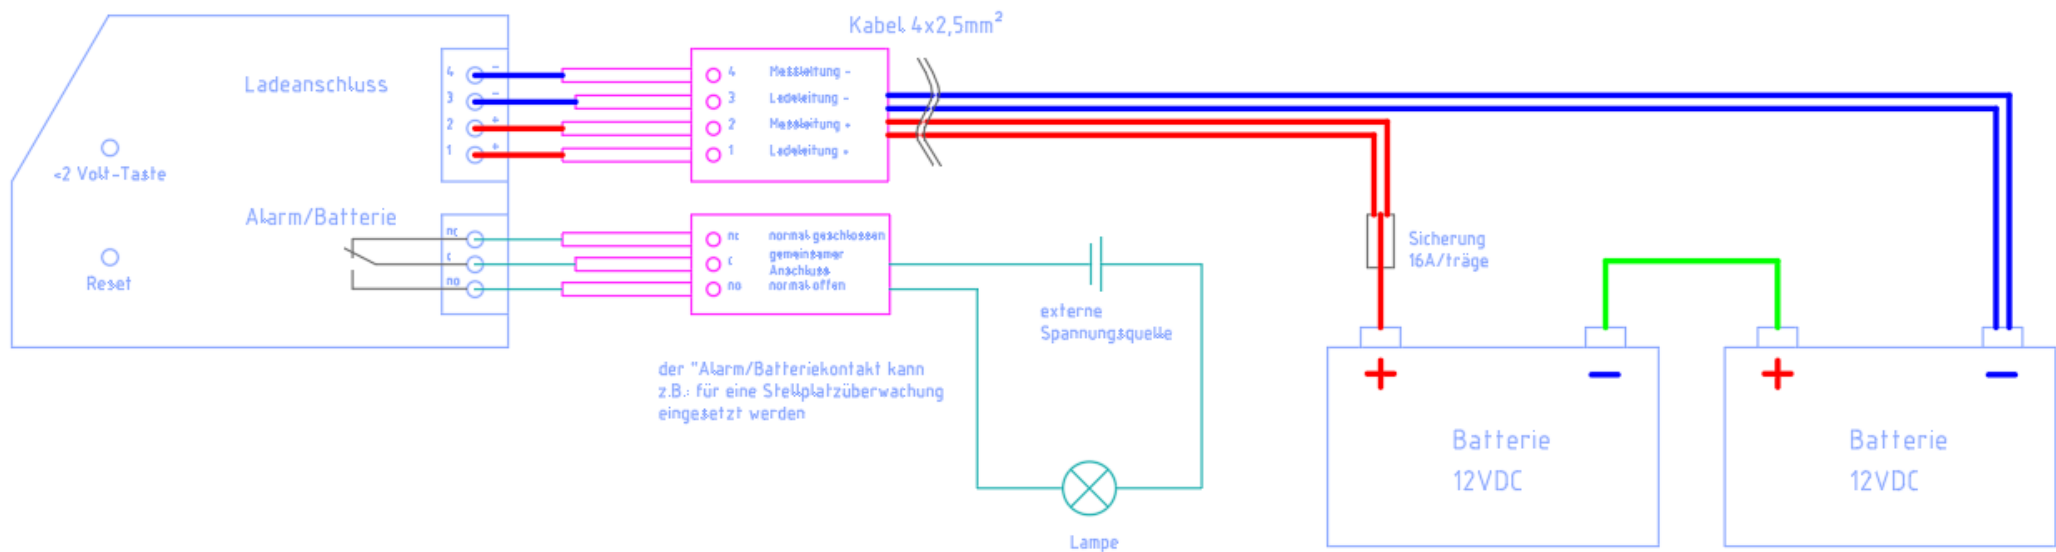 Kabel 4x2,5mm²
Ladeanschluss
4 -
3 -
2 +
1 +
4 Messleitung -
3 Ladeleitung -
2 Messleitung +
1 Ladeleitung +
<2 Volt-Taste
Alarm/Batterie
Reset
nc
c
no
nc normal geschlossen
c gemeinsamer
Anschluss
no normal offen
externe
Spannungsquelle
der "Alarm/Batteriekontakt kann
z.B.: für eine Stellplatzüberwachung
eingesetzt werden
Lampe
Sicherung
16A/träge
+ -
Batterie
12VDC
+ -
Batterie
12VDC